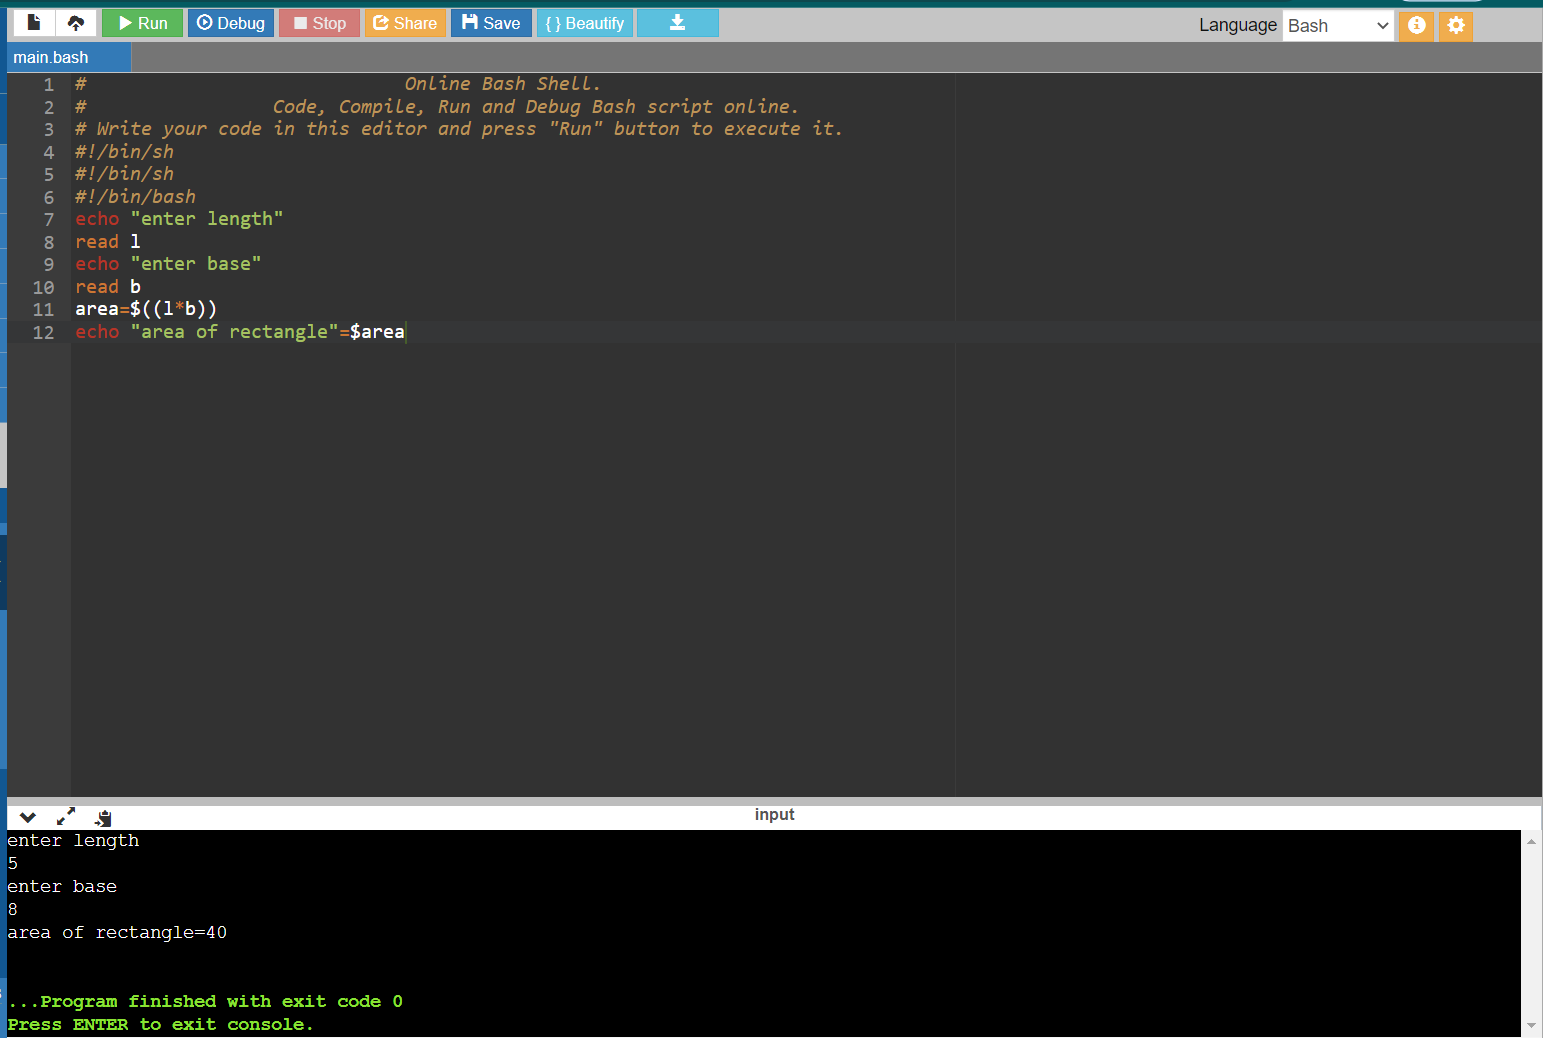 Run Debug Stop Share Save { } Beautify Language Bash
main.bash
1 # Online Bash Shell.
2 # Code, Compile, Run and Debug Bash script online.
3 # Write your code in this editor and press "Run" button to execute it.
4 #!/bin/sh
5 #!/bin/sh
6 #!/bin/bash
7 echo "enter length"
8 read l
9 echo "enter base"
10 read b
11 area=$((l*b))
12 echo "area of rectangle"=$area
input
enter length
5
enter base
8
area of rectangle=40
...Program finished with exit code 0
Press ENTER to exit console.